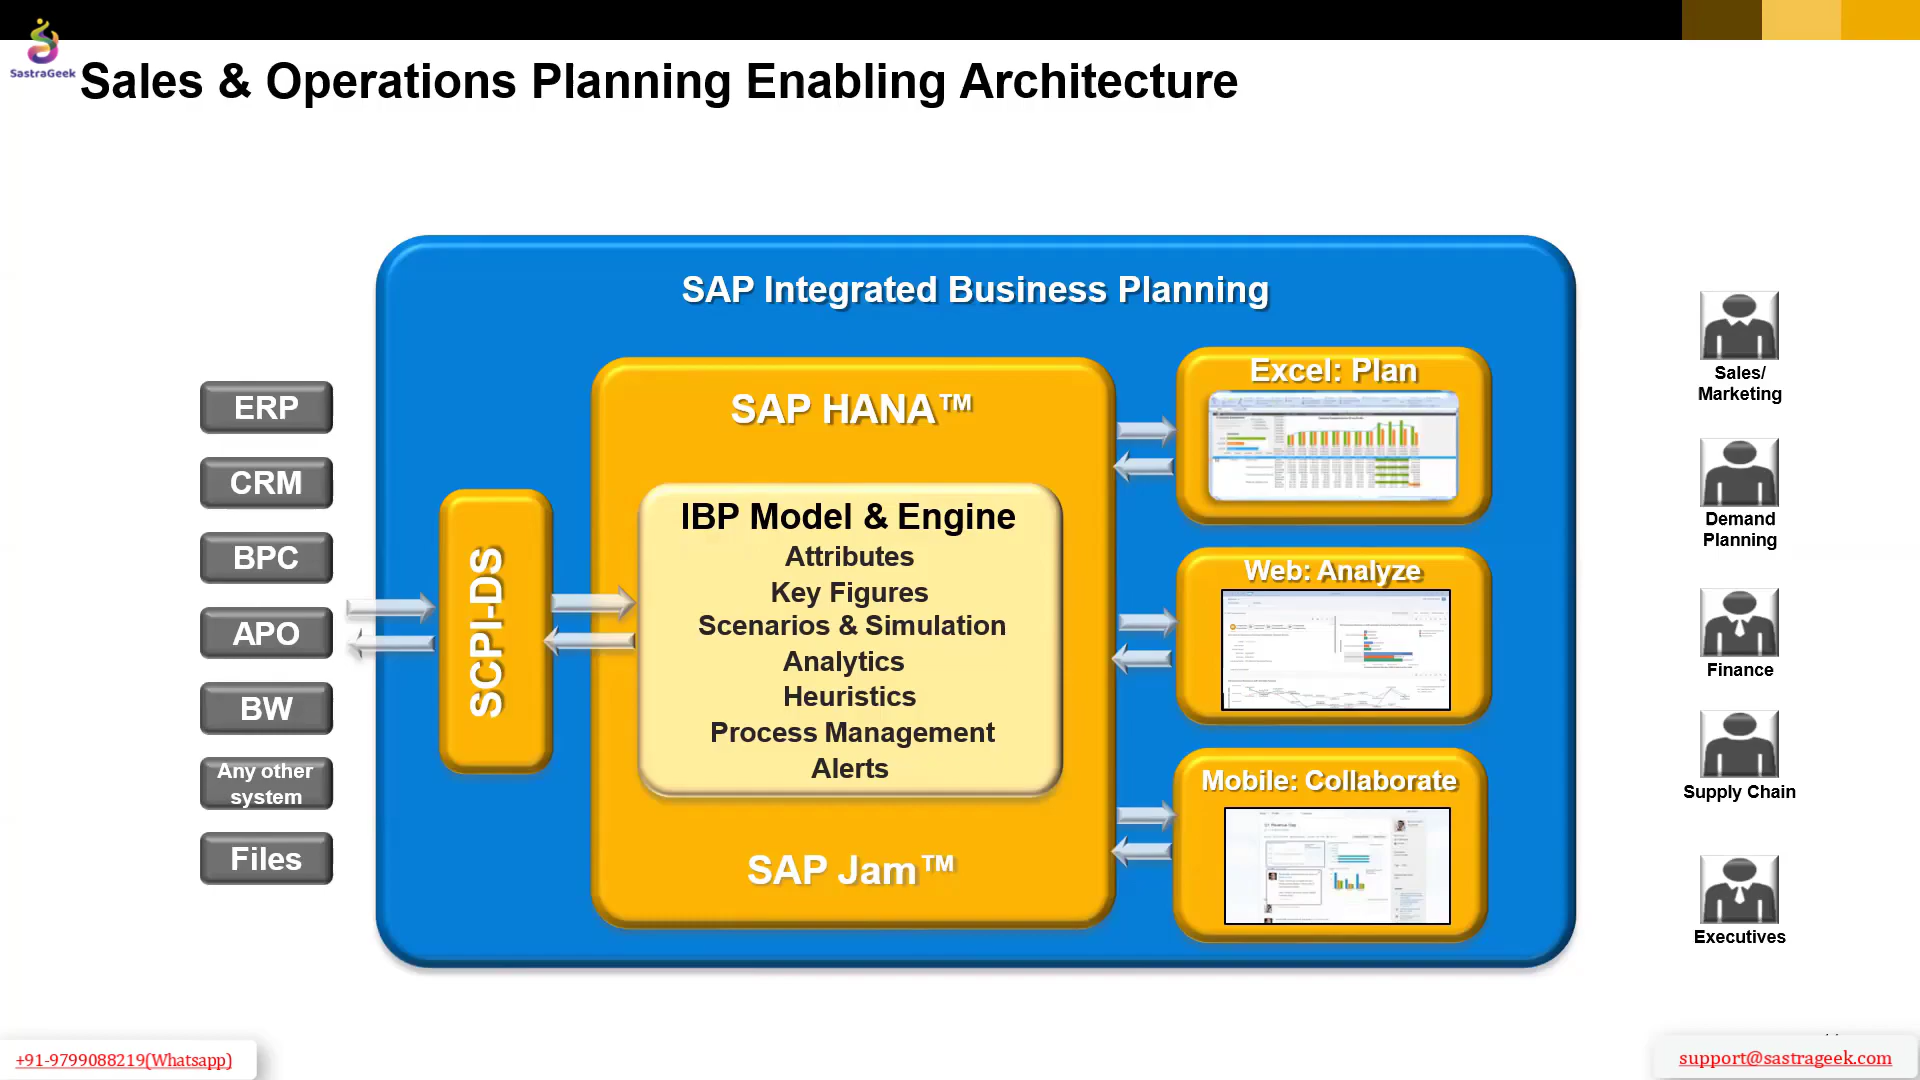 SastraGeek
Sales & Operations Planning Enabling Architecture
SAP Integrated Business Planning
ERP
CRM
BPC
APO
BW
Any other
system
Files
SCPI-DS
SAP HANA™
IBP Model & Engine
Attributes
Key Figures
Scenarios & Simulation
Analytics
Heuristics
Process Management
Alerts
SAP Jam™
Excel: Plan
Web: Analyze
Mobile: Collaborate
Sales/
Marketing
Demand
Planning
Finance
Supply Chain
Executives
+91-9799088219(Whatsapp)
support@sastrageek.com